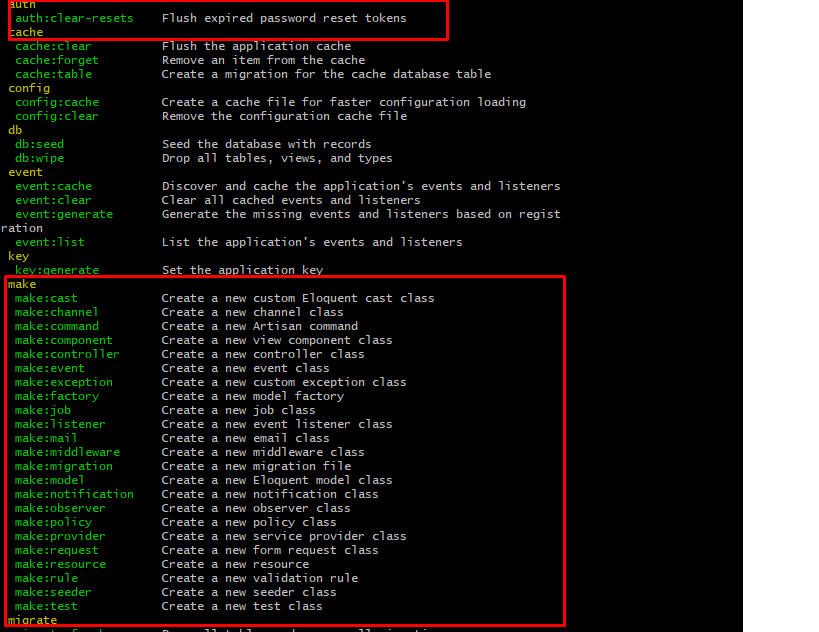 auth
auth:clear-resets Flush expired password reset tokens
cache
cache:clear Flush the application cache
cache:forget Remove an item from the cache
cache:table Create a migration for the cache database table
config
config:cache Create a cache file for faster configuration loading
config:clear Remove the configuration cache file
db
db:seed Seed the database with records
db:wipe Drop all tables, views, and types
event
event:cache Discover and cache the application's events and listeners
event:clear Clear all cached events and listeners
event:generate Generate the missing events and listeners based on regist
ration
event:list List the application's events and listeners
key
key:generate Set the application key
make
make:cast Create a new custom Eloquent cast class
make:channel Create a new channel class
make:command Create a new Artisan command
make:component Create a new view component class
make:controller Create a new controller class
make:event Create a new event class
make:exception Create a new custom exception class
make:factory Create a new model factory
make:job Create a new job class
make:listener Create a new event listener class
make:mail Create a new email class
make:middleware Create a new middleware class
make:migration Create a new migration file
make:model Create a new Eloquent model class
make:notification Create a new notification class
make:observer Create a new observer class
make:policy Create a new policy class
make:provider Create a new service provider class
make:request Create a new form request class
make:resource Create a new resource
make:rule Create a new validation rule
make:seeder Create a new seeder class
make:test Create a new test class
migrate